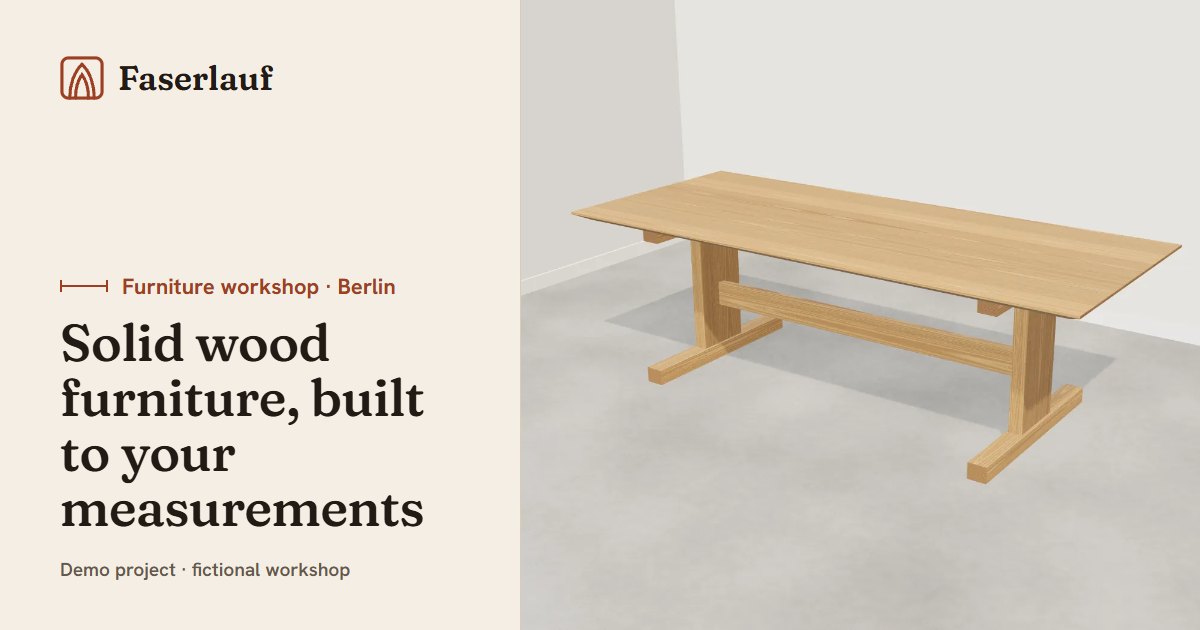 Faserlauf
Furniture workshop · Berlin
Solid wood
furniture, built
to your
measurements
Demo project · fictional workshop